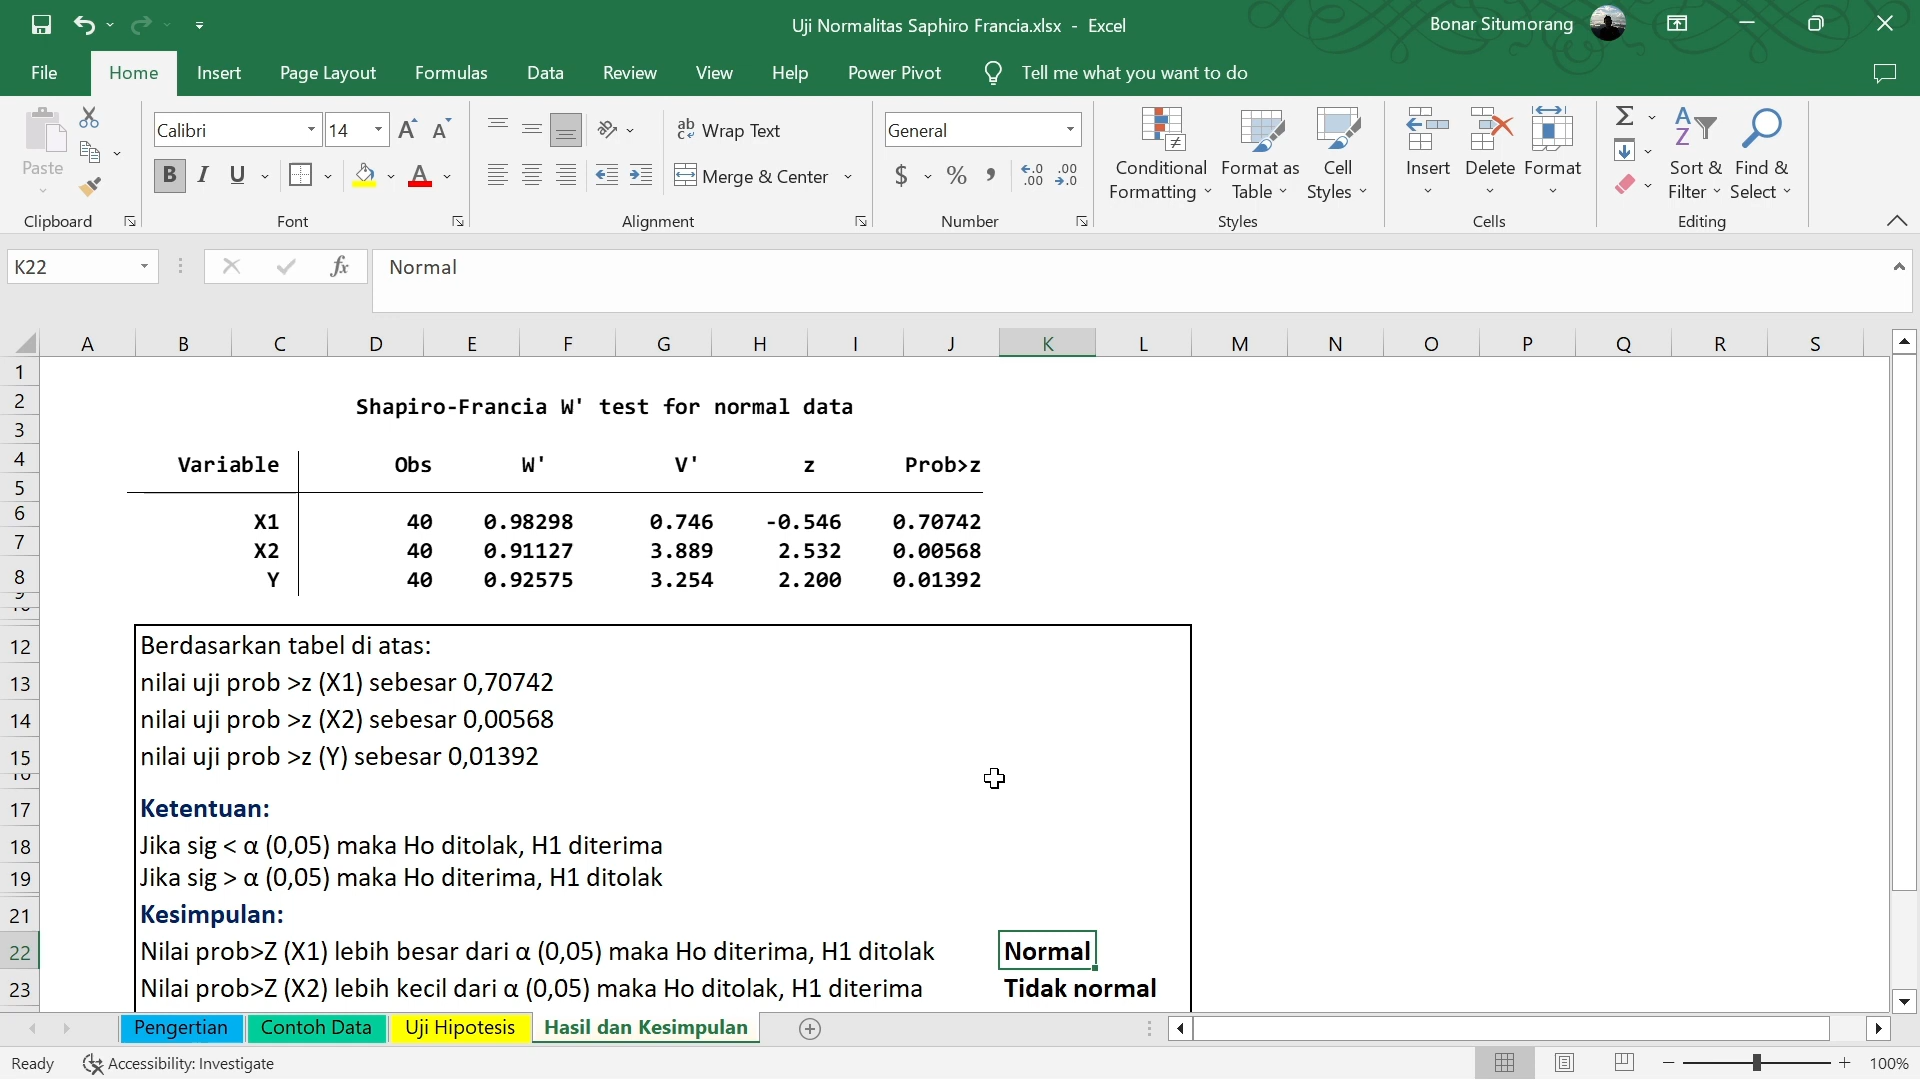 Uji Normalitas Saphiro Francia.xlsx - Excel
Bonar Situmorang
File Home Insert Page Layout Formulas Data Review View Help Power Pivot Tell me what you want to do
Paste
Clipboard
Calibri 14
B I U
Font
Wrap Text
Merge & Center
Alignment
General
$ % ,
Number
Conditional Formatting
Format as Table
Cell Styles
Styles
Insert Delete Format
Cells
Sort & Filter
Find & Select
Editing
K22 fx Normal
A B C D E F G H I J K L M N O P Q R S
1
2 Shapiro-Francia W' test for normal data
3
4 Variable Obs W' V' z Prob>z
5
6 X1 40 0.98298 0.746 -0.546 0.70742
7 X2 40 0.91127 3.889 2.532 0.00568
8 Y 40 0.92575 3.254 2.200 0.01392
12 Berdasarkan tabel di atas:
13 nilai uji prob >z (X1) sebesar 0,70742
14 nilai uji prob >z (X2) sebesar 0,00568
15 nilai uji prob >z (Y) sebesar 0,01392
17 Ketentuan:
18 Jika sig < α (0,05) maka Ho ditolak, H1 diterima
19 Jika sig > α (0,05) maka Ho diterima, H1 ditolak
21 Kesimpulan:
22 Nilai prob>Z (X1) lebih besar dari α (0,05) maka Ho diterima, H1 ditolak Normal
23 Nilai prob>Z (X2) lebih kecil dari α (0,05) maka Ho ditolak, H1 diterima Tidak normal
Pengertian Contoh Data Uji Hipotesis Hasil dan Kesimpulan
Ready Accessibility: Investigate 100%